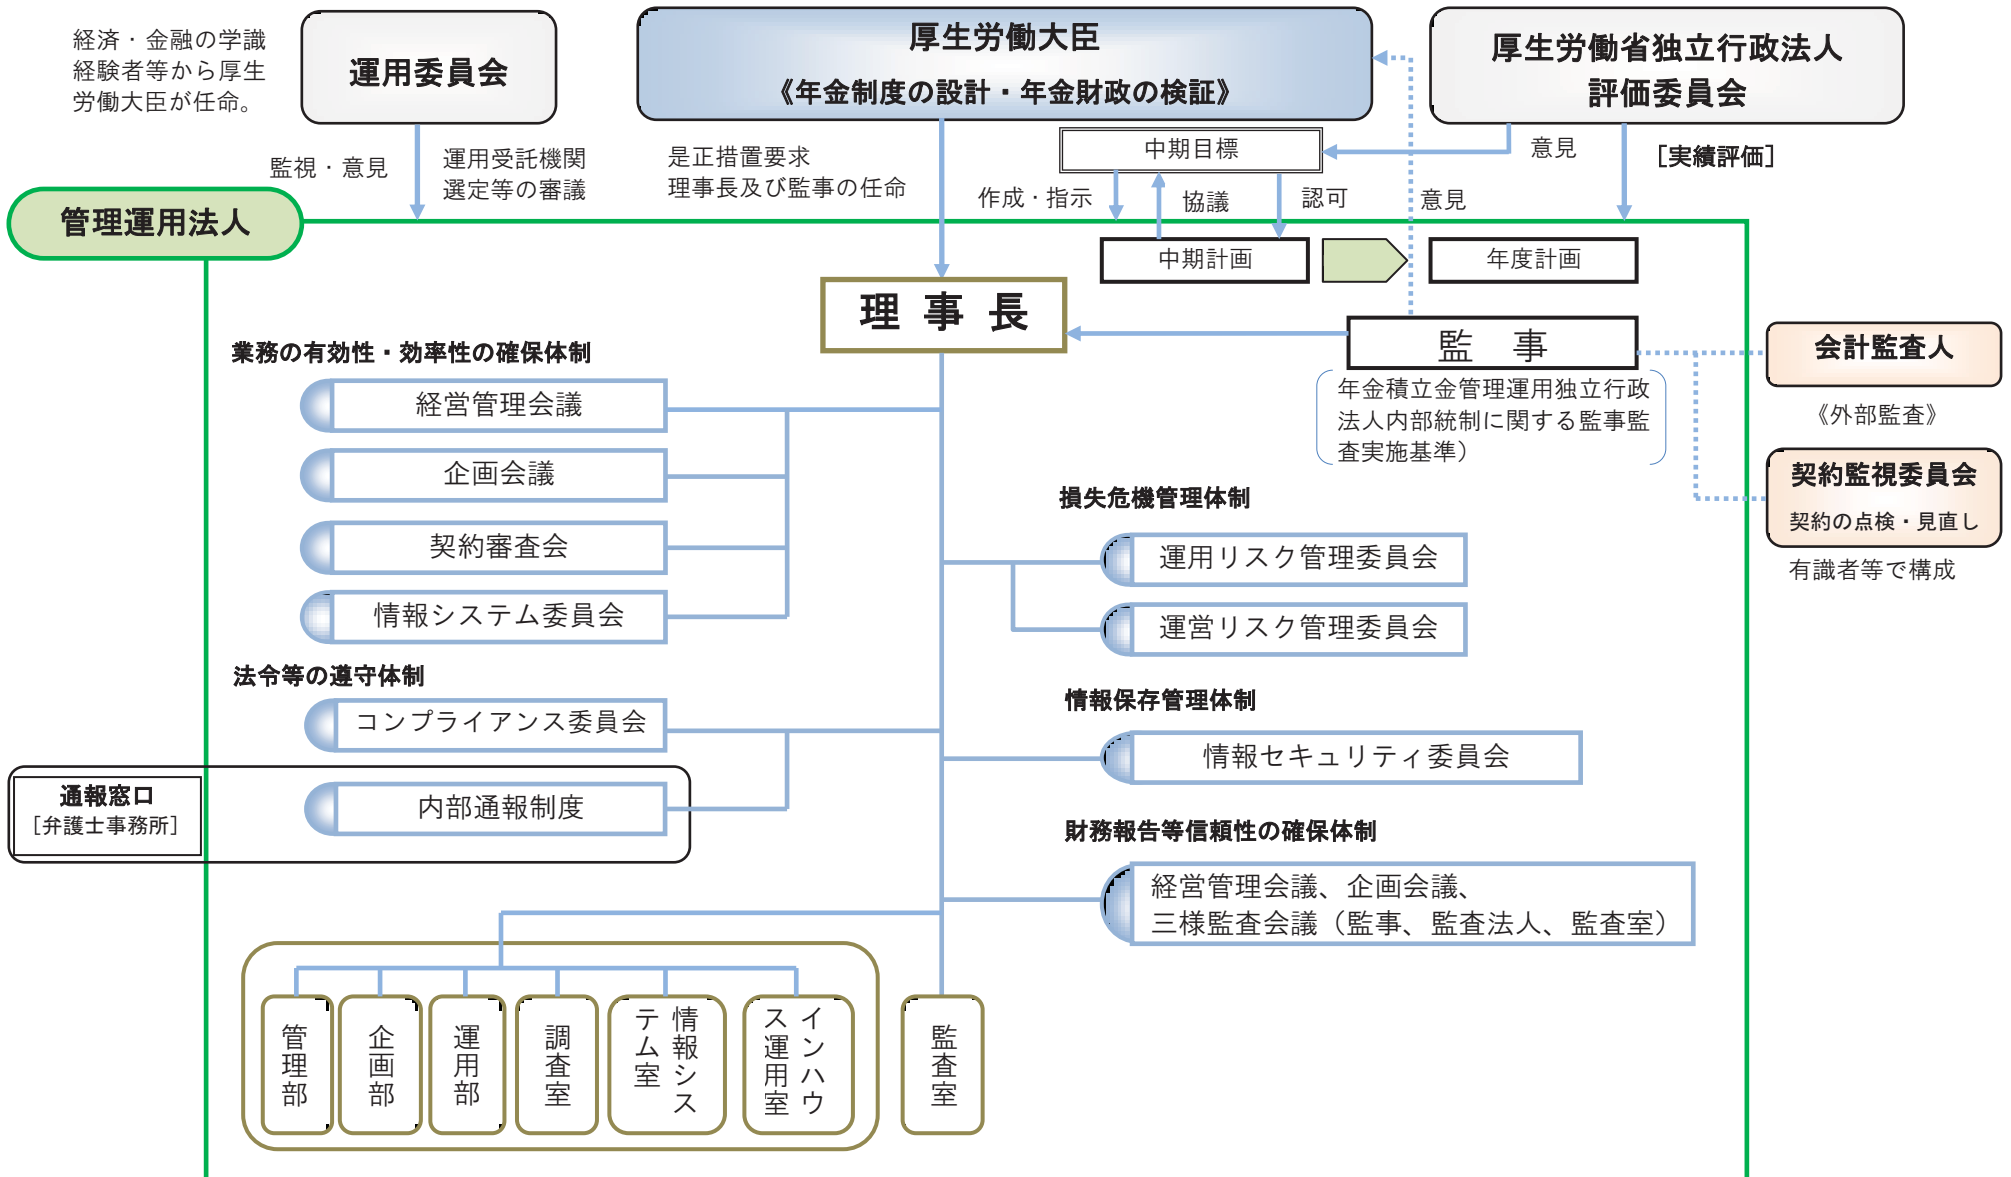 経済・金融の学識
経験者等から厚生
労働大臣が任命。
運用委員会
厚生労働大臣
《年金制度の設計・年金財政の検証》
厚生労働省独立行政法人
評価委員会
監視・意見
運用受託機関
選定等の審議
是正措置要求
理事長及び監事の任命
中期目標
意見
［実績評価］
作成・指示
協議
認可
意見
管理運用法人
中期計画
年度計画
理事長
監事
年金積立金管理運用独立行政
法人内部統制に関する監事監
査実施基準）
会計監査人
《外部監査》
契約監視委員会
契約の点検・見直し
有識者等で構成
業務の有効性・効率性の確保体制
経営管理会議
企画会議
契約審査会
情報システム委員会
法令等の遵守体制
コンプライアンス委員会
内部通報制度
通報窓口
［弁護士事務所］
損失危機管理体制
運用リスク管理委員会
運営リスク管理委員会
情報保存管理体制
情報セキュリティ委員会
財務報告等信頼性の確保体制
経営管理会議、企画会議、
三様監査会議（監事、監査法人、監査室）
管理部
企画部
運用部
調査室
情報シス
テム室
インハウ
ス運用室
監査室